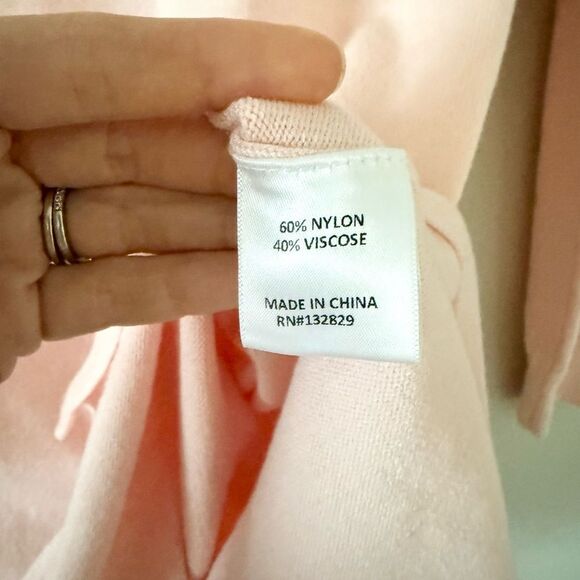 60% NYLON
40% VISCOSE
MADE IN CHINA
RN#132829